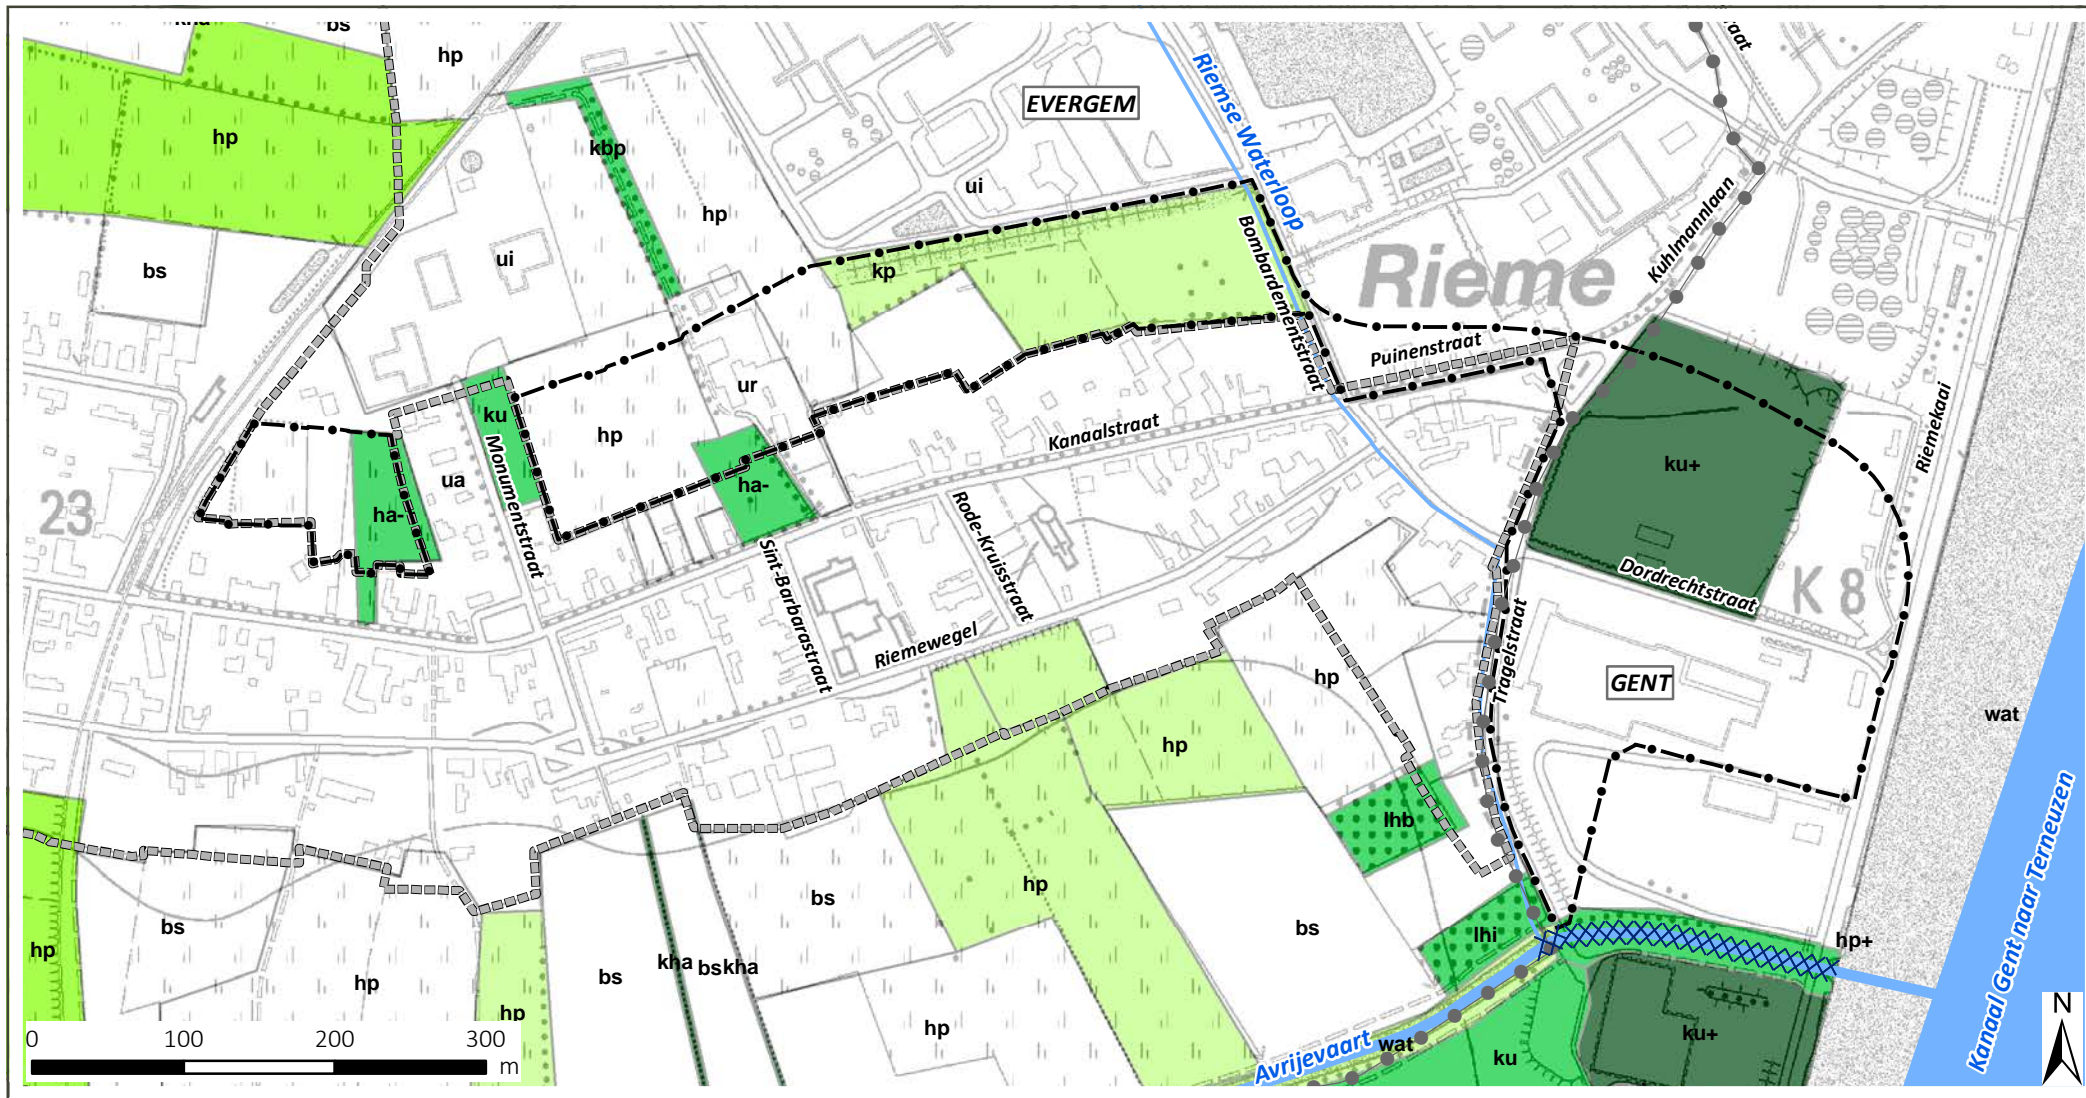 bs
hp
EVERGEM
Riemse Waterloop
raat
hp
kbp
ui
hp
Kuhlmannlaan
bs
ui
kp
Bombardementstraat
Rieme
Puinenstraat
ur
ku
hp
Kanaalstraat
Riemekaai
ua
Monumentstraat
ha-
ku+
23
ha-
Rode-Kruisstraat
Sint-Barbarastraat
Dordrechtstraat
K 8
Riemewegel
Tragelstraat
hp
GENT
wat
hp
lhb
Kanaal Gent naar Terneuzen
hp
bs
bs
lhi
bs
hp
hp+
bs
kha
bskha
hp
hp
hp
ku+
wat
ku
Avrijevaart
N
0 100 200 300
m